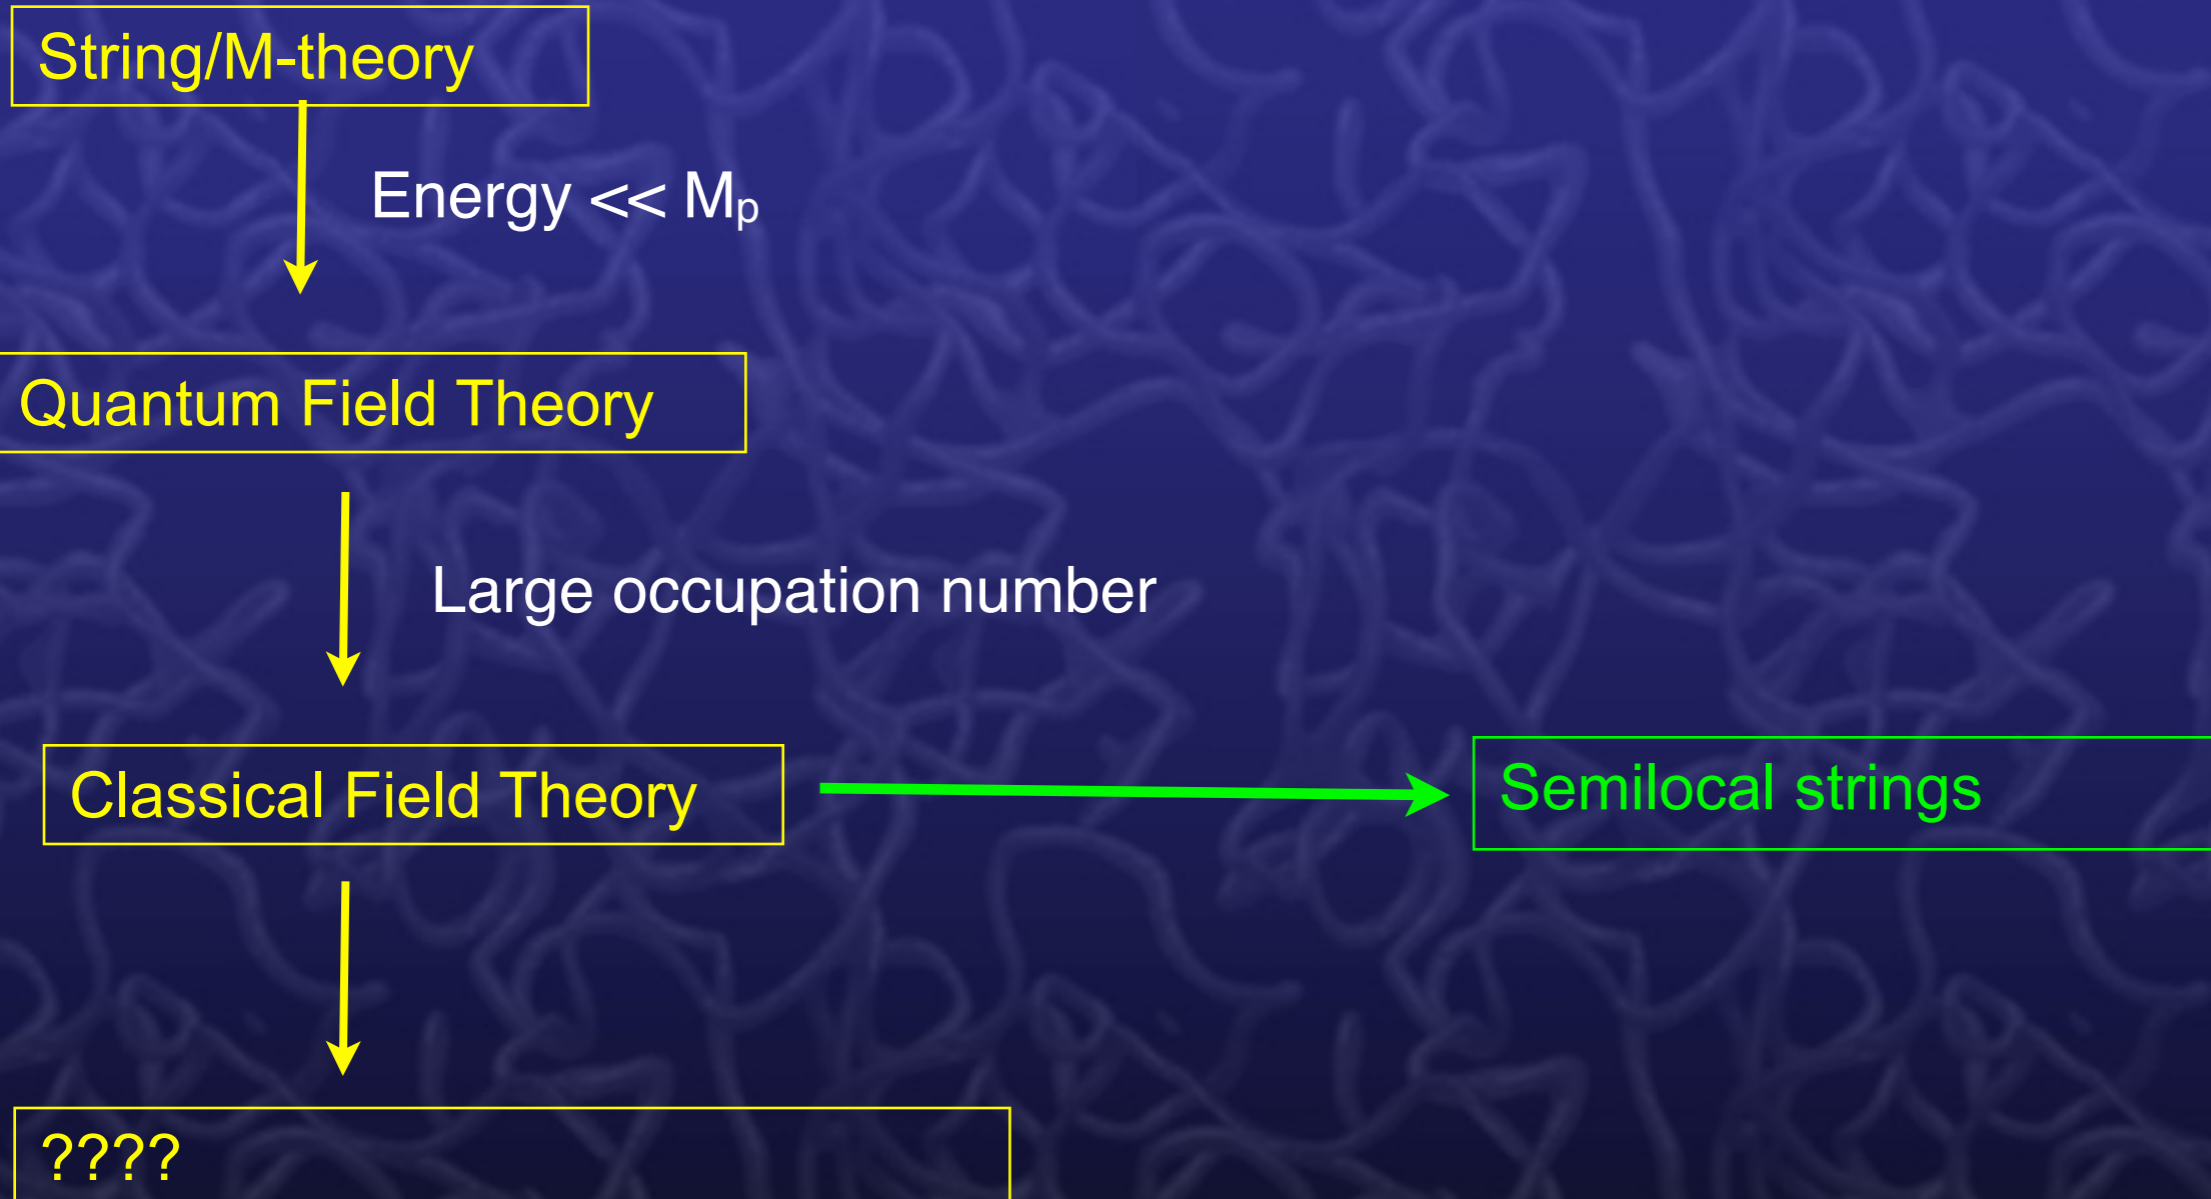 String/M-theory
Energy << Mp
Quantum Field Theory
Large occupation number
Classical Field Theory
Semilocal strings
????